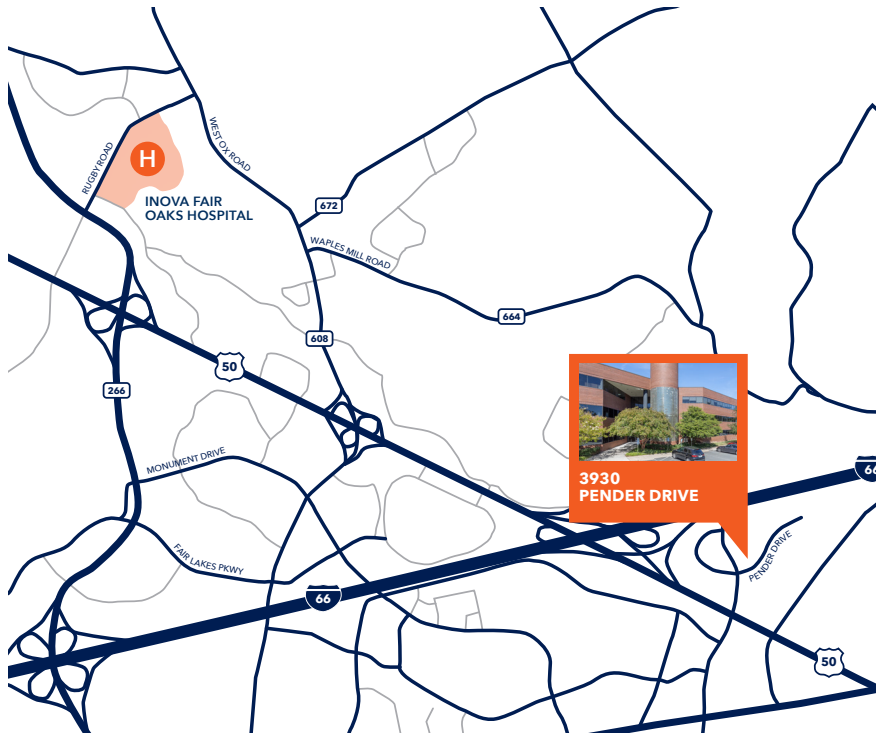 WEST OX ROAD
RUGBY ROAD
H
INOVA FAIR
OAKS HOSPITAL
672
WAPLES MILL ROAD
664
608
50
266
MONUMENT DRIVE
3930
PENDER DRIVE
66
FAIR LAKES PKWY
PENDER DRIVE
66
50